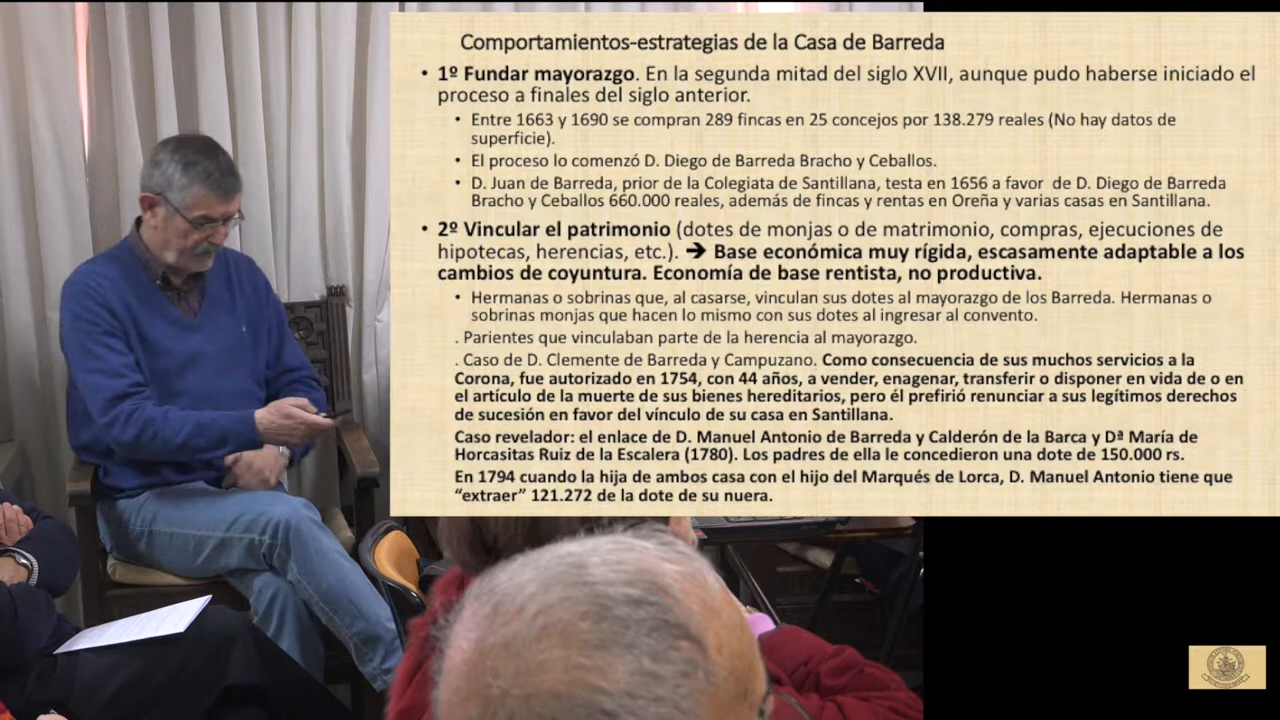 Comportamientos-estrategias de la Casa de Barreda
• 1º Fundar mayorazgo. En la segunda mitad del siglo XVII, aunque pudo haberse iniciado el
proceso a finales del siglo anterior.
• Entre 1663 y 1690 se compran 289 fincas en 25 concejos por 138.279 reales (No hay datos de
superficie).
• El proceso lo comenzó D. Diego de Barreda Bracho y Ceballos.
• D. Juan de Barreda, prior de la Colegiata de Santillana, testa en 1656 a favor de D. Diego de Barreda
Bracho y Ceballos 660.000 reales, además de fincas y rentas en Oreña y varias casas en Santillana.
• 2º Vincular el patrimonio (dotes de monjas o de matrimonio, compras, ejecuciones de
hipotecas, herencias, etc.). ➔ Base económica muy rígida, escasamente adaptable a los
cambios de coyuntura. Economía de base rentista, no productiva.
• Hermanas o sobrinas que, al casarse, vinculan sus dotes al mayorazgo de los Barreda. Hermanas o
sobrinas monjas que hacen lo mismo con sus dotes al ingresar al convento.
. Parientes que vinculaban parte de la herencia al mayorazgo.
. Caso de D. Clemente de Barreda y Campuzano. Como consecuencia de sus muchos servicios a la
Corona, fue autorizado en 1754, con 44 años, a vender, enagenar, transferir o disponer en vida de o en
el artículo de la muerte de sus bienes hereditarios, pero él prefirió renunciar a sus legítimos derechos
de sucesión en favor del vínculo de su casa en Santillana.
Caso revelador: el enlace de D. Manuel Antonio de Barreda y Calderón de la Barca y Dª María de
Horcasitas Ruiz de la Escalera (1780). Los padres de ella le concedieron una dote de 150.000 rs.
En 1794 cuando la hija de ambos casa con el hijo del Marqués de Lorca, D. Manuel Antonio tiene que
“extraer” 121.272 de la dote de su nuera.